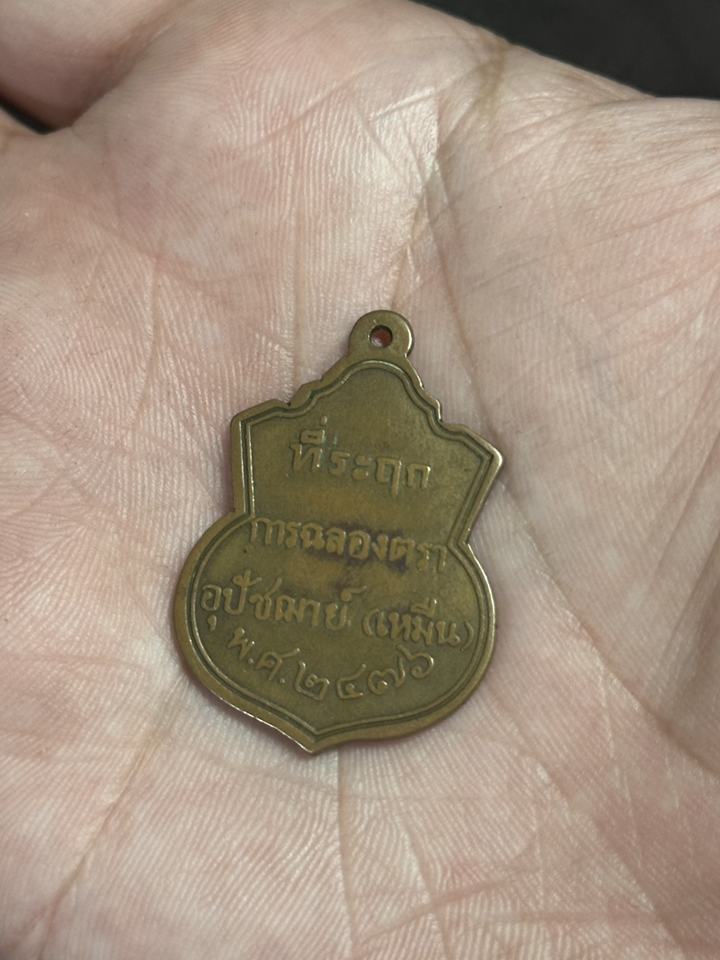 ที่ระฤก
การฉลองตรา
อุปัชฌาย์ (เหมือน)
พ.ศ. ๒๔๗๖